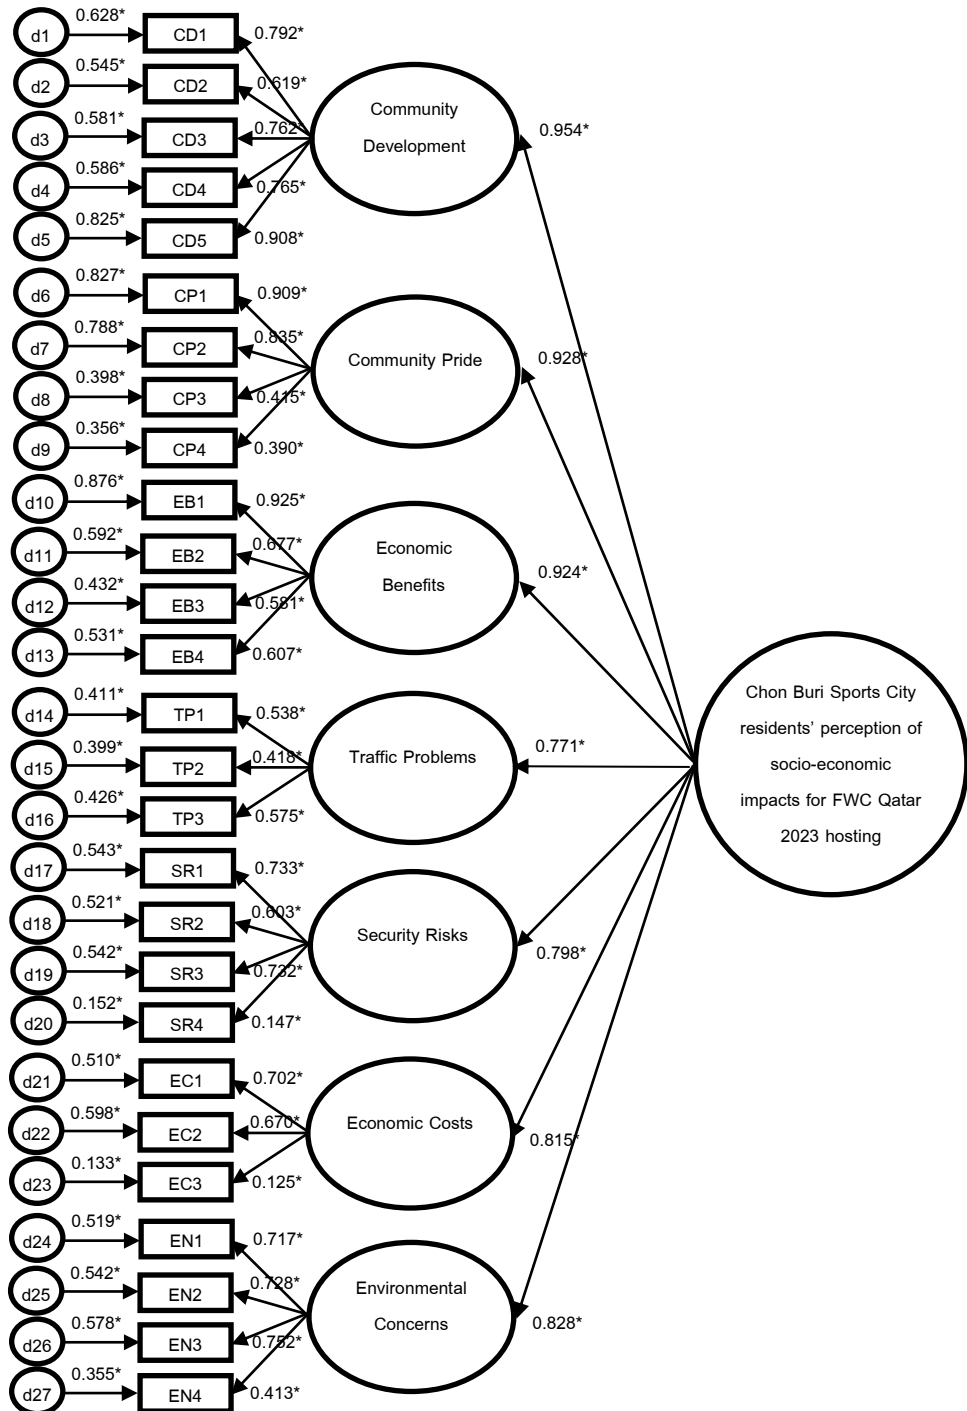 d1 0.628* CD1 0.792*
d2 0.545* CD2 0.619*
d3 0.581* CD3 0.762*
d4 0.586* CD4 0.765*
d5 0.825* CD5 0.908*
Community
Development
0.954*
d6 0.827* CP1 0.909*
d7 0.788* CP2 0.835*
d8 0.398* CP3 0.415*
d9 0.356* CP4 0.390*
Community Pride
0.928*
d10 0.876* EB1 0.925*
d11 0.592* EB2 0.677*
d12 0.432* EB3 0.581*
d13 0.531* EB4 0.607*
Economic
Benefits
0.924*
d14 0.411* TP1 0.538*
d15 0.399* TP2 0.418*
d16 0.426* TP3 0.575*
Traffic Problems
0.771*
d17 0.543* SR1 0.733*
d18 0.521* SR2 0.603*
d19 0.542* SR3 0.732*
d20 0.152* SR4 0.147*
Security Risks
0.798*
d21 0.510* EC1 0.702*
d22 0.598* EC2 0.670*
d23 0.133* EC3 0.125*
Economic Costs
0.815*
d24 0.519* EN1 0.717*
d25 0.542* EN2 0.728*
d26 0.578* EN3 0.752*
d27 0.355* EN4 0.413*
Environmental
Concerns
0.828*
Chon Buri Sports City
residents' perception of
socio-economic
impacts for FWC Qatar
2023 hosting